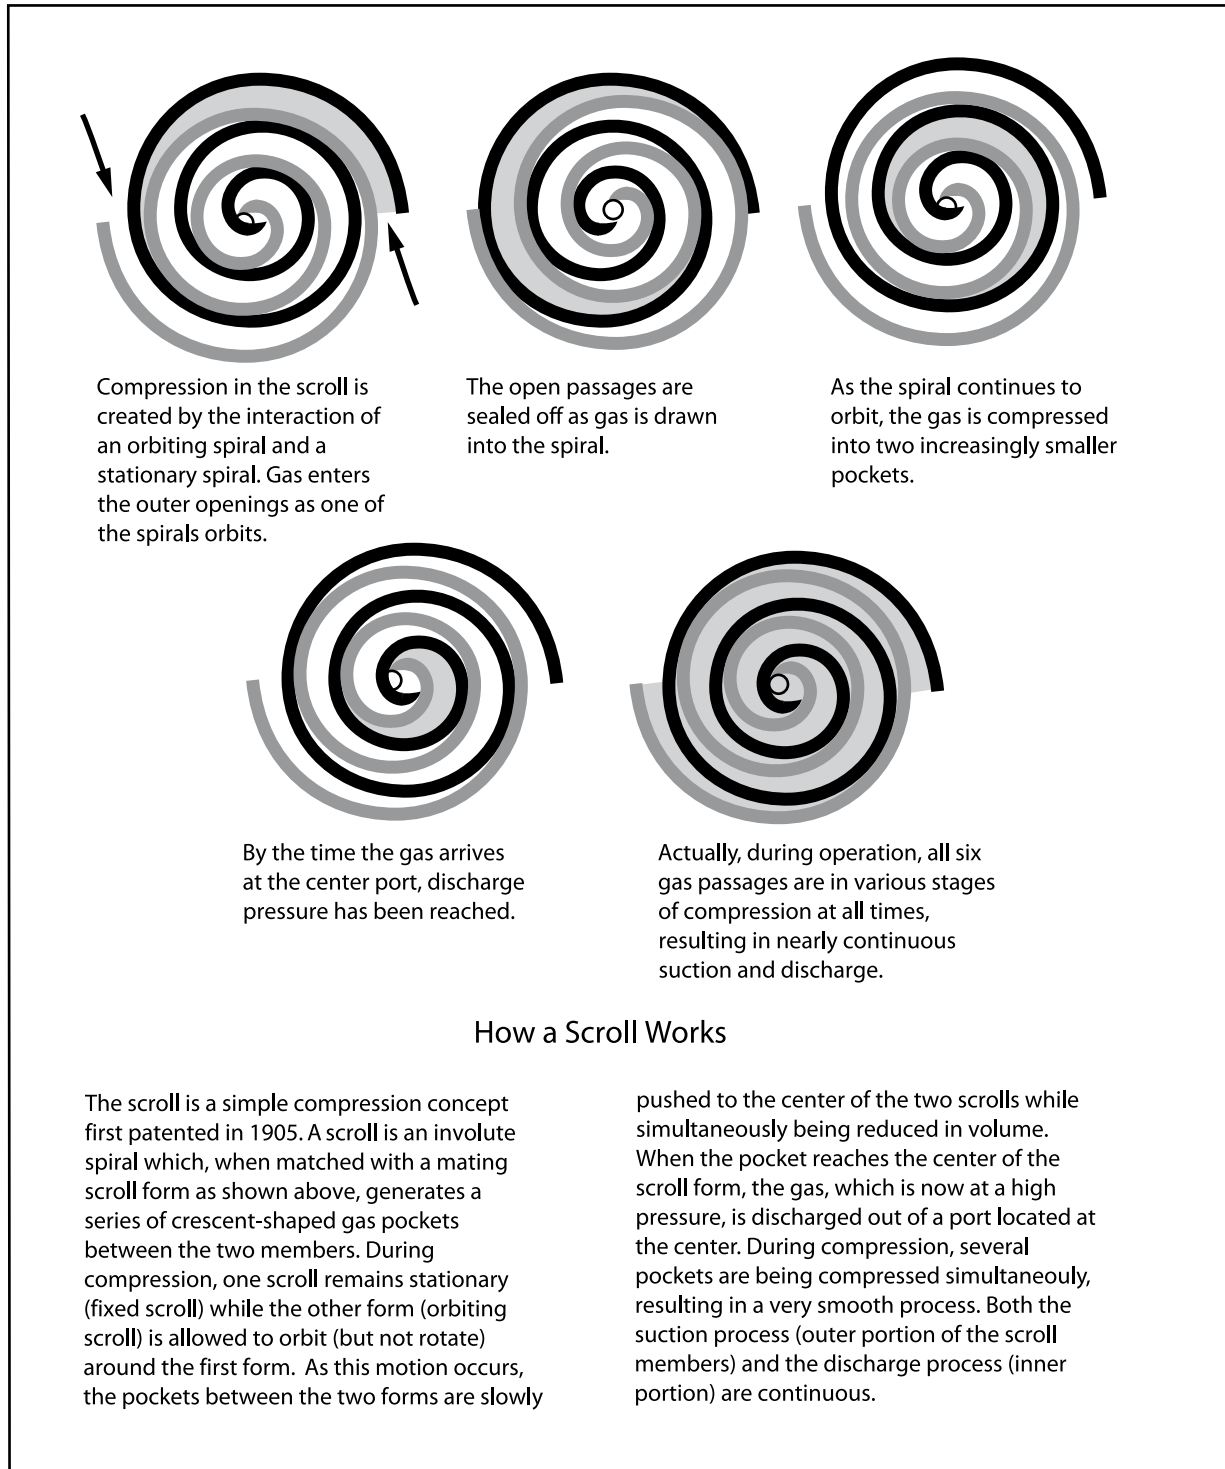 Compression in the scroll is
created by the interaction of
an orbiting spiral and a
stationary spiral. Gas enters
the outer openings as one of
the spirals orbits.
The open passages are
sealed off as gas is drawn
into the spiral.
As the spiral continues to
orbit, the gas is compressed
into two increasingly smaller
pockets.
By the time the gas arrives
at the center port, discharge
pressure has been reached.
Actually, during operation, all six
gas passages are in various stages
of compression at all times,
resulting in nearly continuous
suction and discharge.
How a Scroll Works
The scroll is a simple compression concept
first patented in 1905. A scroll is an involute
spiral which, when matched with a mating
scroll form as shown above, generates a
series of crescent-shaped gas pockets
between the two members. During
compression, one scroll remains stationary
(fixed scroll) while the other form (orbiting
scroll) is allowed to orbit (but not rotate)
around the first form.  As this motion occurs,
the pockets between the two forms are slowly
pushed to the center of the two scrolls while
simultaneously being reduced in volume.
When the pocket reaches the center of the
scroll form, the gas, which is now at a high
pressure, is discharged out of a port located at
the center. During compression, several
pockets are being compressed simultaneouly,
resulting in a very smooth process. Both the
suction process (outer portion of the scroll
members) and the discharge process (inner
portion) are continuous.